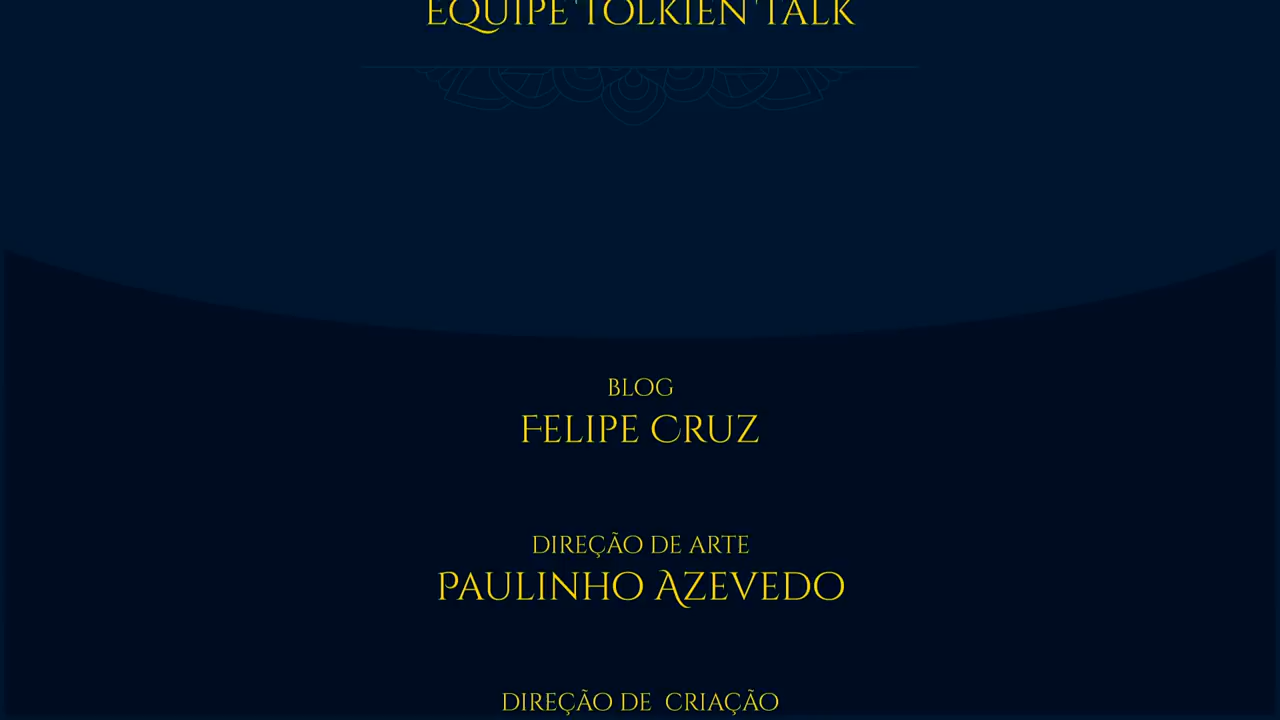 EQUIPE TOLKIEN TALK
BLOG
FELIPE CRUZ
DIREÇÃO DE ARTE
PAULINHO AZEVEDO
DIREÇÃO DE CRIAÇÃO